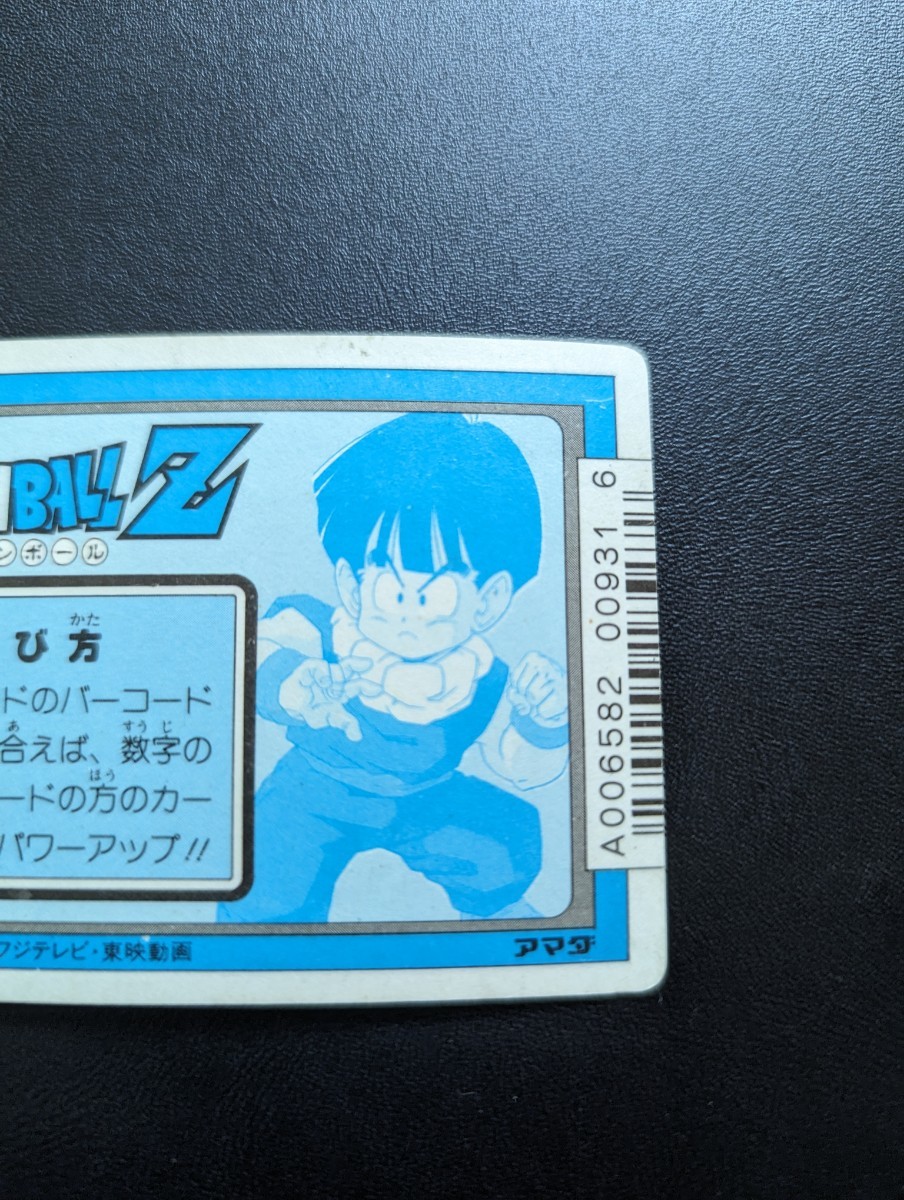 BALL Z
ンボール
び方
かた
ドのバーコード
あ
すうじ
合えば、数字の
ほう
ードの方のカー
パワーアップ!!
フジテレビ・東映動画
アマダ
A006582 00931 6